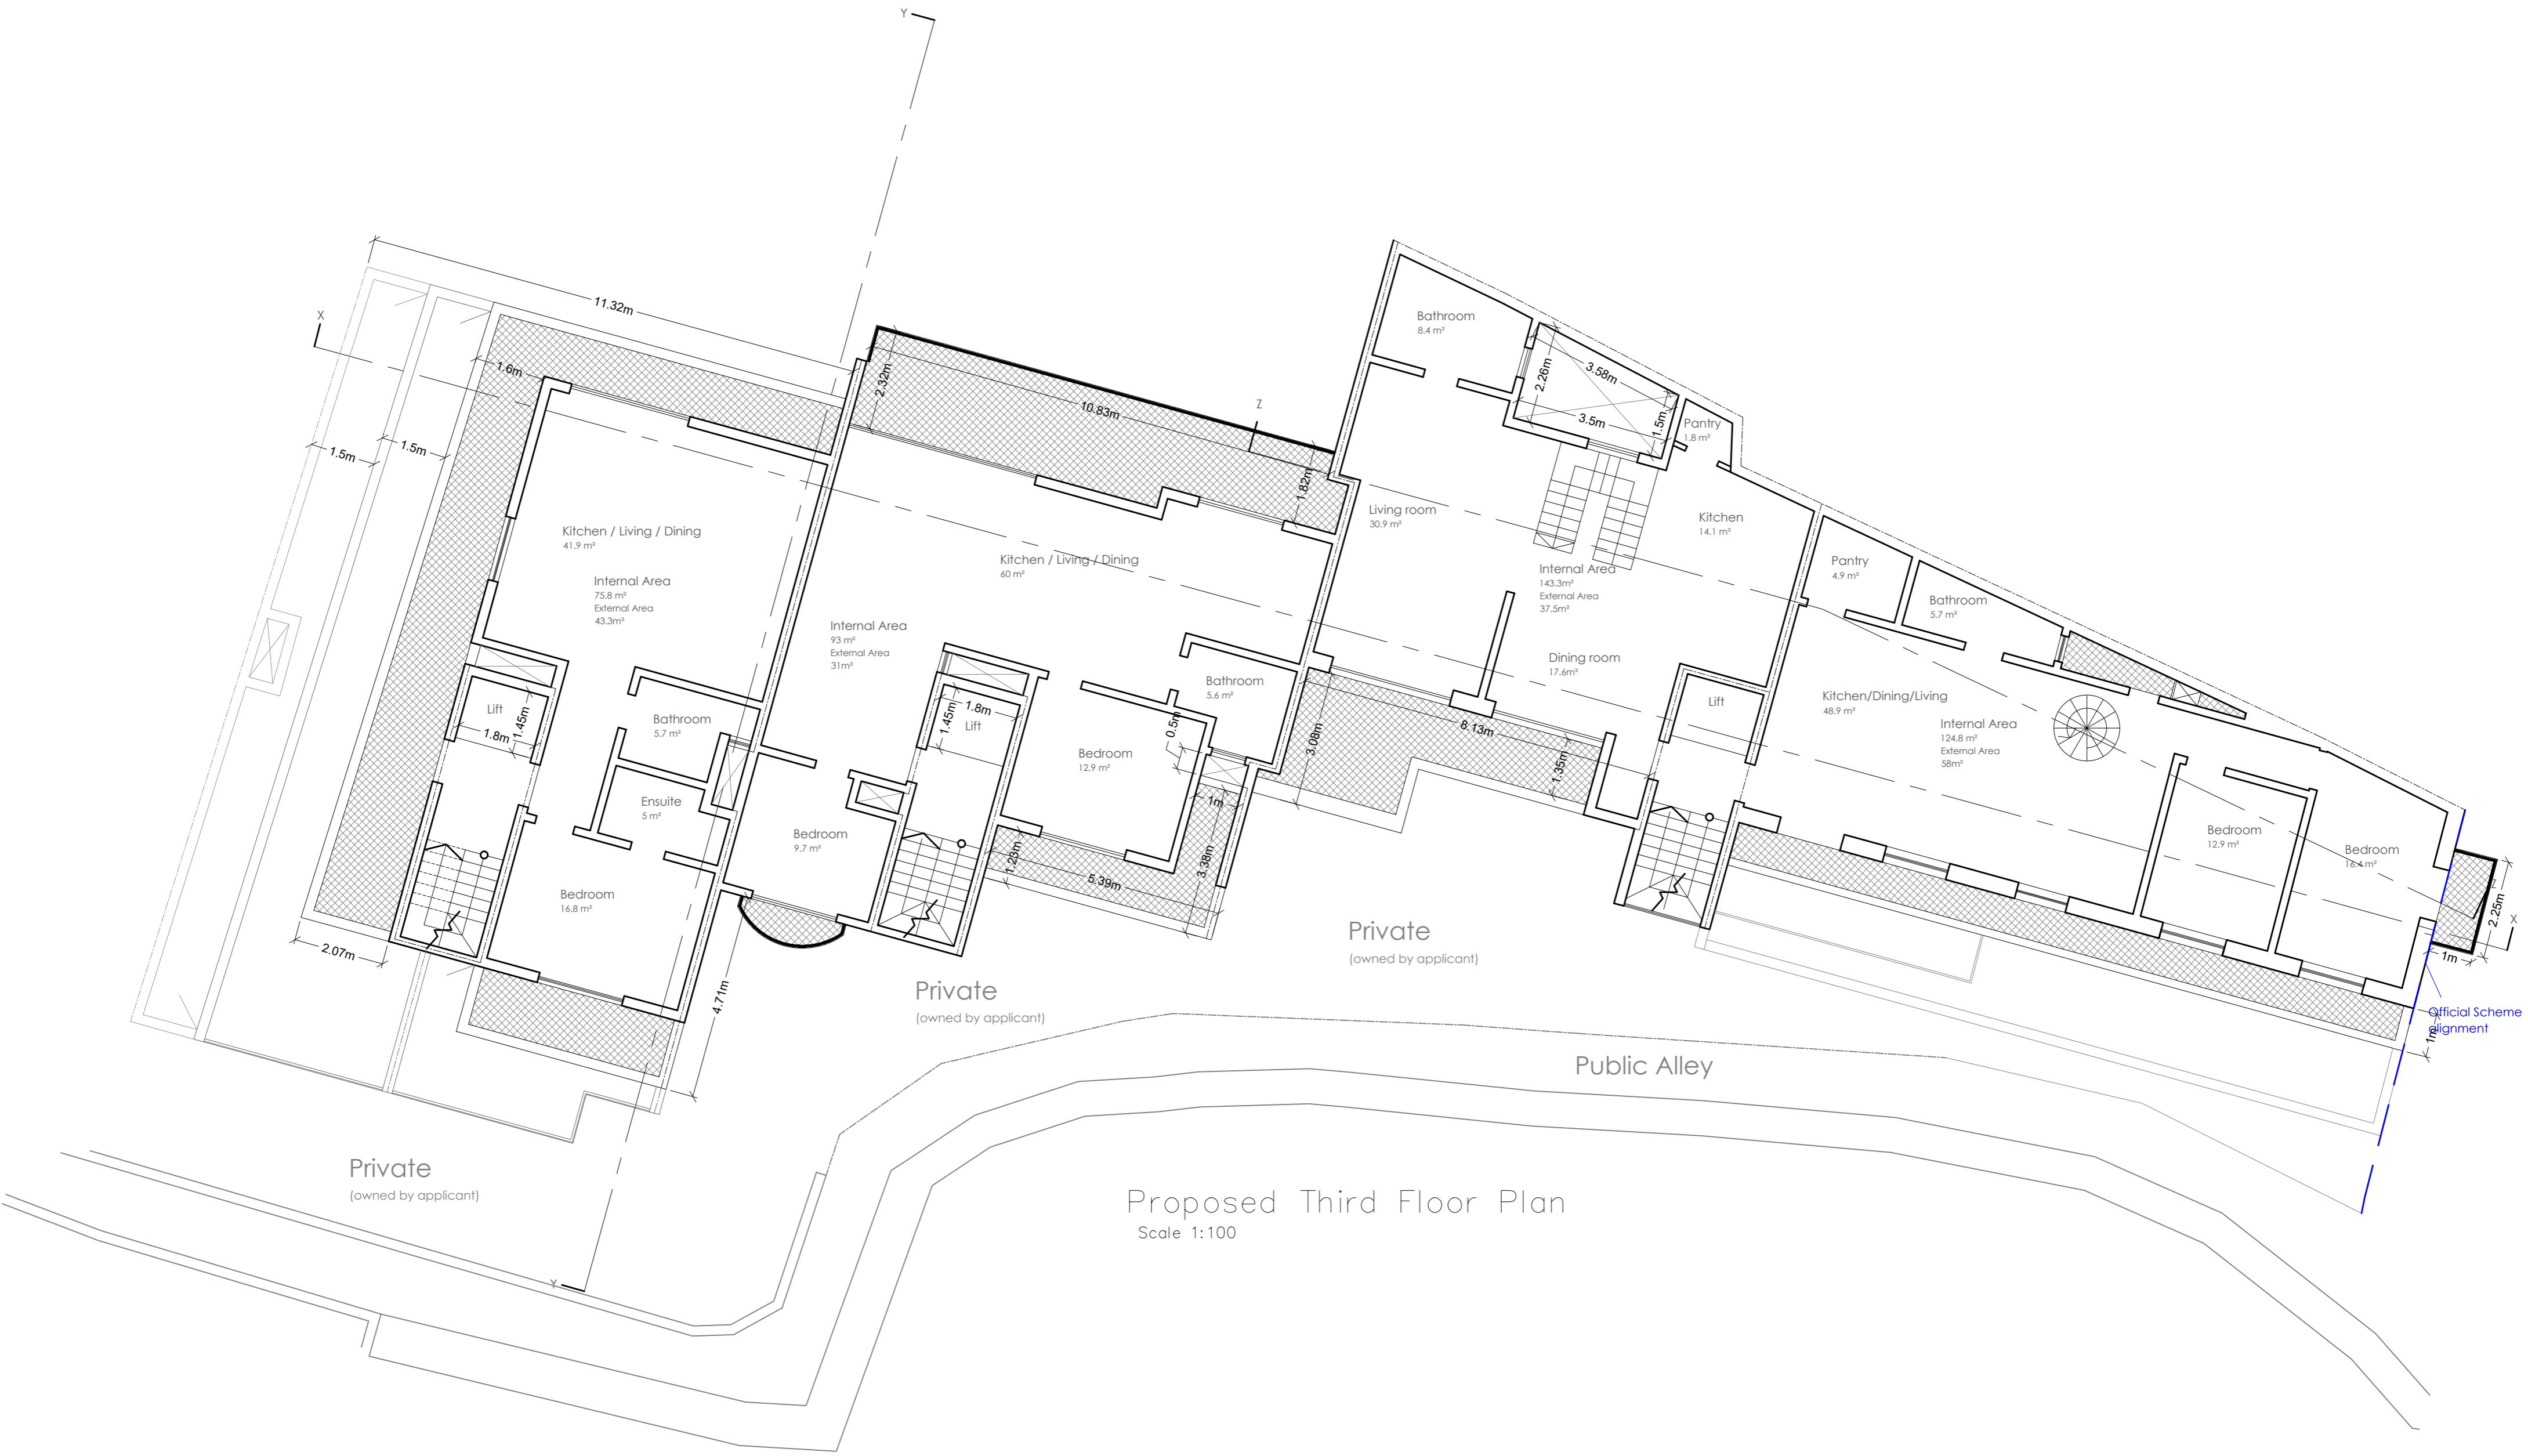 Y
X
11.32m
1.6m
1.5m
1.5m
2.32m
10.83m
Z
1.82m
Bathroom
8.4 m²
2.26m
3.58m
3.5m
1.5m
Pantry
1.8 m²
Kitchen / Living / Dining
41.9 m²
Internal Area
75.8 m²
External Area
43.3m²
Kitchen / Living / Dining
60 m²
Internal Area
93 m²
External Area
31m²
Living room
30.9 m²
Kitchen
14.1 m²
Internal Area
143.3m²
External Area
37.5m²
Dining room
17.6m²
Pantry
4.9 m²
Bathroom
5.7 m²
Kitchen/Dining/Living
48.9 m²
Internal Area
124.8 m²
External Area
58m²
Lift
1.45m
1.8m
Bathroom
5.7 m²
1.45m
1.8m
Lift
Bathroom
5.6 m²
0.5m
Bedroom
12.9 m²
3.08m
8.13m
1.35m
Lift
Ensuite
5 m²
Bedroom
9.7 m²
1m
1.23m
5.39m
3.38m
Bedroom
12.9 m²
Bedroom
16.4 m²
Z
2.25m
X
1m
Bedroom
16.8 m²
2.07m
4.71m
Private
(owned by applicant)
Private
(owned by applicant)
Official Scheme
alignment
1m
Public Alley
Private
(owned by applicant)
Y
Proposed Third Floor Plan
Scale 1:100